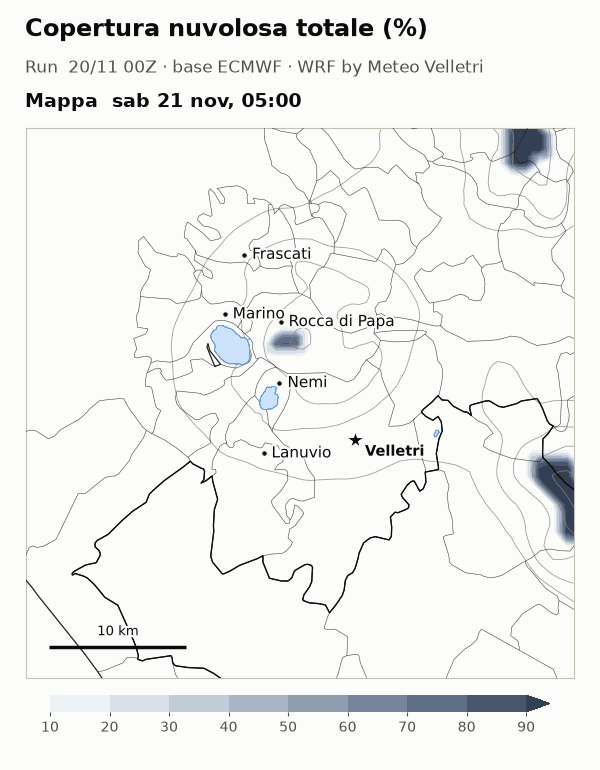 Copertura nuvolosa totale (%)
Run  20/11 00Z · base ECMWF · WRF by Meteo Velletri
Mappa  sab 21 nov, 05:00
Frascati
Marino
Rocca di Papa
Nemi
Velletri
Lanuvio
10 km
10 20 30 40 50 60 70 80 90